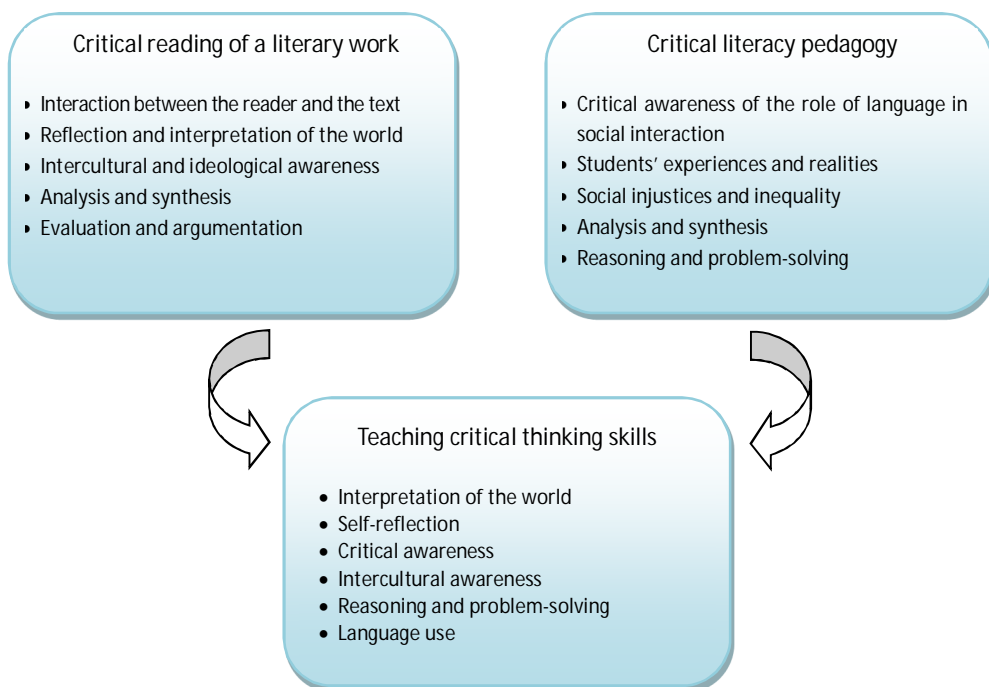 Critical reading of a literary work
• Interaction between the reader and the text
• Reflection and interpretation of the world
• Intercultural and ideological awareness
• Analysis and synthesis
• Evaluation and argumentation
Critical literacy pedagogy
• Critical awareness of the role of language in
social interaction
• Students’ experiences and realities
• Social injustices and inequality
• Analysis and synthesis
• Reasoning and problem-solving
Teaching critical thinking skills
• Interpretation of the world
• Self-reflection
• Critical awareness
• Intercultural awareness
• Reasoning and problem-solving
• Language use